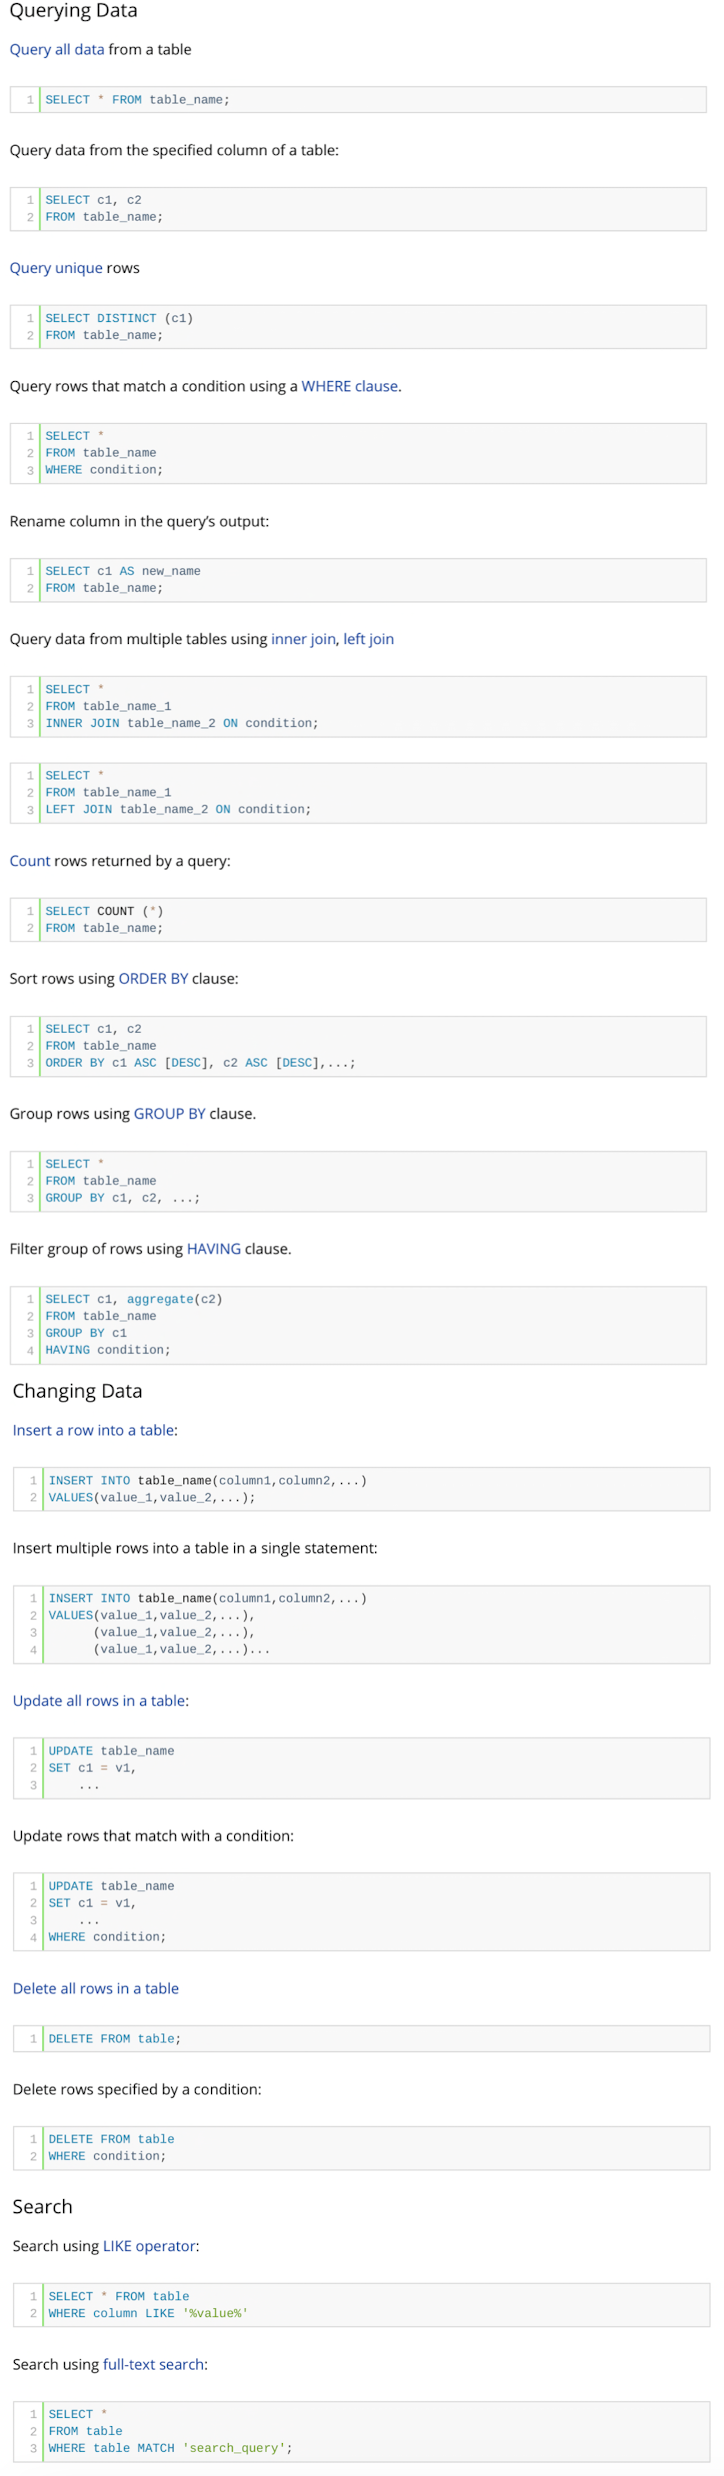 Querying Data
Query all data from a table
1 SELECT * FROM table_name;
Query data from the specified column of a table:
1 SELECT c1, c2
2 FROM table_name;
Query unique rows
1 SELECT DISTINCT (c1)
2 FROM table_name;
Query rows that match a condition using a WHERE clause.
1 SELECT *
2 FROM table_name
3 WHERE condition;
Rename column in the query’s output:
1 SELECT c1 AS new_name
2 FROM table_name;
Query data from multiple tables using inner join, left join
1 SELECT *
2 FROM table_name_1
3 INNER JOIN table_name_2 ON condition;
1 SELECT *
2 FROM table_name_1
3 LEFT JOIN table_name_2 ON condition;
Count rows returned by a query:
1 SELECT COUNT (*)
2 FROM table_name;
Sort rows using ORDER BY clause:
1 SELECT c1, c2
2 FROM table_name
3 ORDER BY c1 ASC [DESC], c2 ASC [DESC],...;
Group rows using GROUP BY clause.
1 SELECT *
2 FROM table_name
3 GROUP BY c1, c2, ...;
Filter group of rows using HAVING clause.
1 SELECT c1, aggregate(c2)
2 FROM table_name
3 GROUP BY c1
4 HAVING condition;
Changing Data
Insert a row into a table:
1 INSERT INTO table_name(column1,column2,...)
2 VALUES(value_1,value_2,...);
Insert multiple rows into a table in a single statement:
1 INSERT INTO table_name(column1,column2,...)
2 VALUES(value_1,value_2,...),
3 (value_1,value_2,...),
4 (value_1,value_2,...)...
Update all rows in a table:
1 UPDATE table_name
2 SET c1 = v1,
3 ...
Update rows that match with a condition:
1 UPDATE table_name
2 SET c1 = v1,
3 ...
4 WHERE condition;
Delete all rows in a table
1 DELETE FROM table;
Delete rows specified by a condition:
1 DELETE FROM table
2 WHERE condition;
Search
Search using LIKE operator:
1 SELECT * FROM table
2 WHERE column LIKE '%value%'
Search using full-text search:
1 SELECT *
2 FROM table
3 WHERE table MATCH 'search_query';